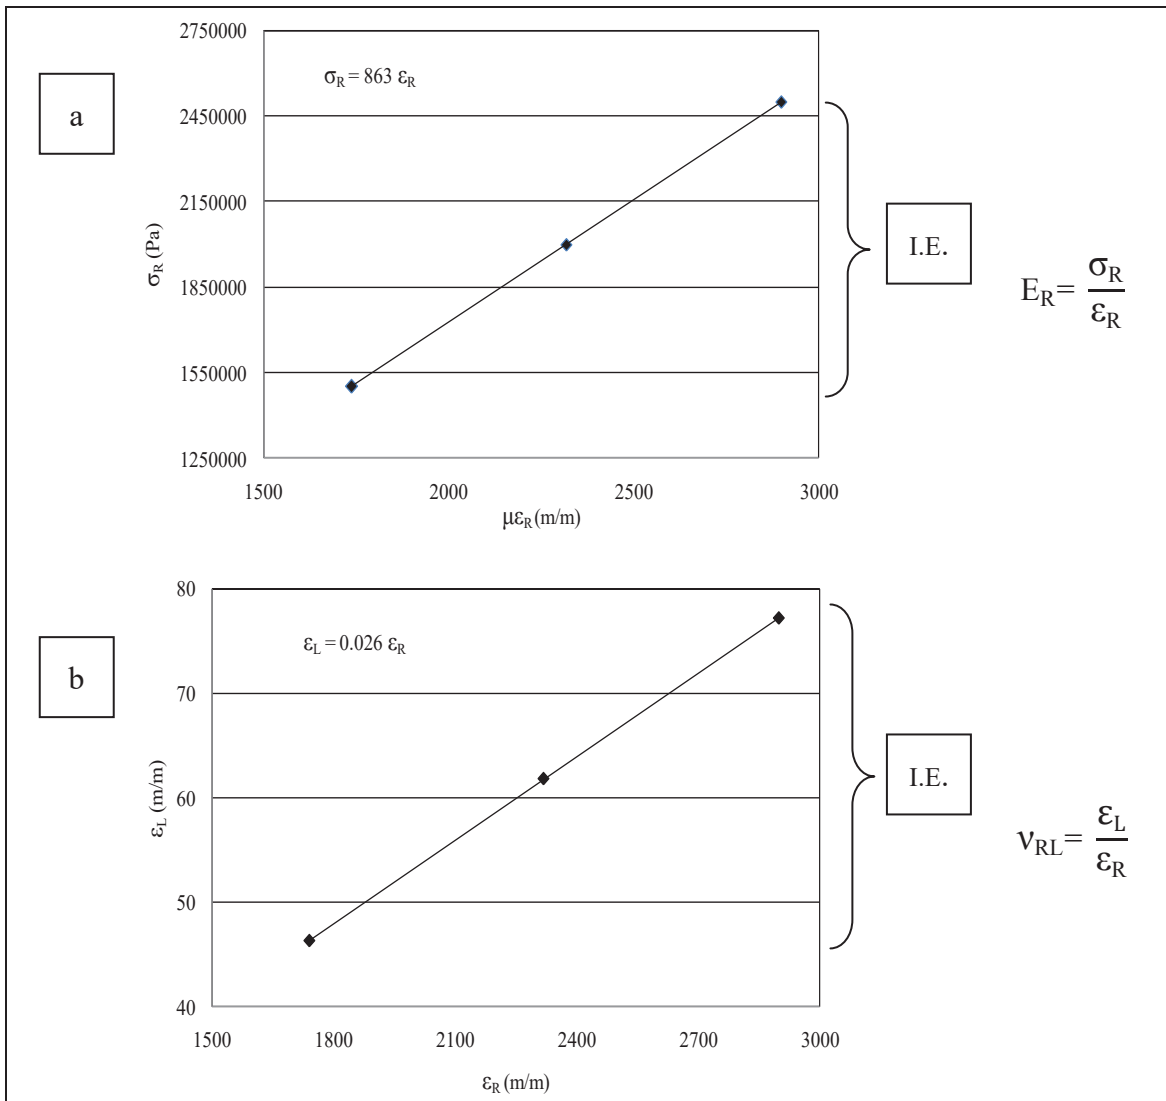 2750000
σR = 863 εR
a
2450000
2150000
σR (Pa)
I.E.
ER = σR / εR
1850000
1550000
1250000
1500 2000 2500 3000
μεR (m/m)
80
εL = 0.026 εR
b
70
I.E.
60
εL (m/m)
νRL = εL / εR
50
40
1500 1800 2100 2400 2700 3000
εR (m/m)